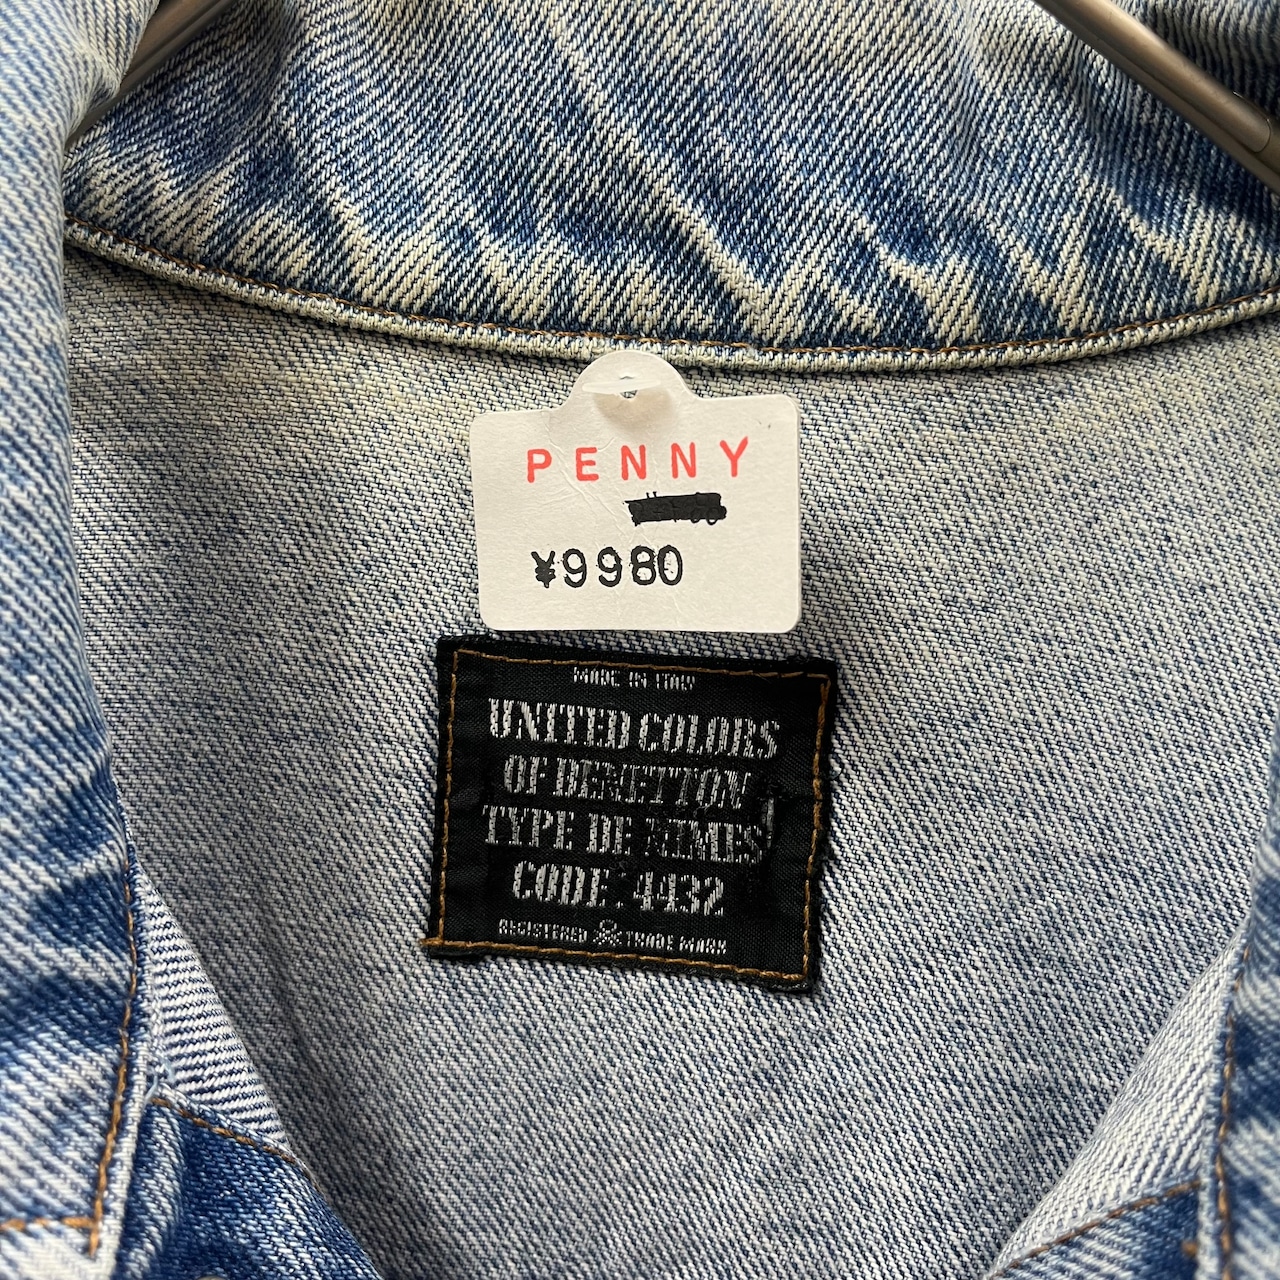 PENNY
¥9980
MADE IN ITALY
UNITED COLORS
OF BENETTON
TYPE DE NIMES
CODE. 4432
REGISTERED TRADE MARK